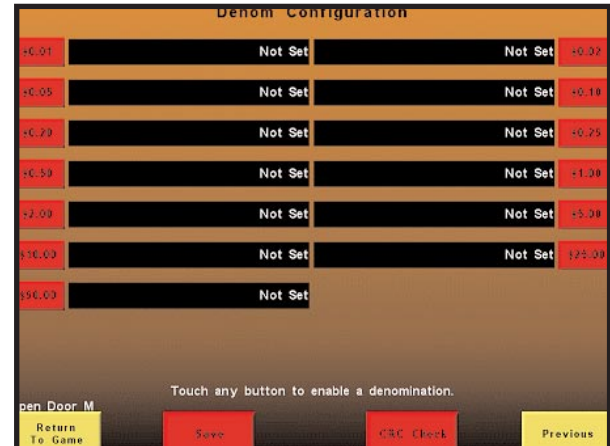 Denom Configuration
$0.01 Not Set Not Set $0.02
$0.05 Not Set Not Set $0.10
$0.20 Not Set Not Set $0.25
$0.50 Not Set Not Set $1.00
$2.00 Not Set Not Set $5.00
$10.00 Not Set Not Set $25.00
$50.00 Not Set
Touch any button to enable a denomination.
pen Door M
Return Save CRC Check Previous
To Game